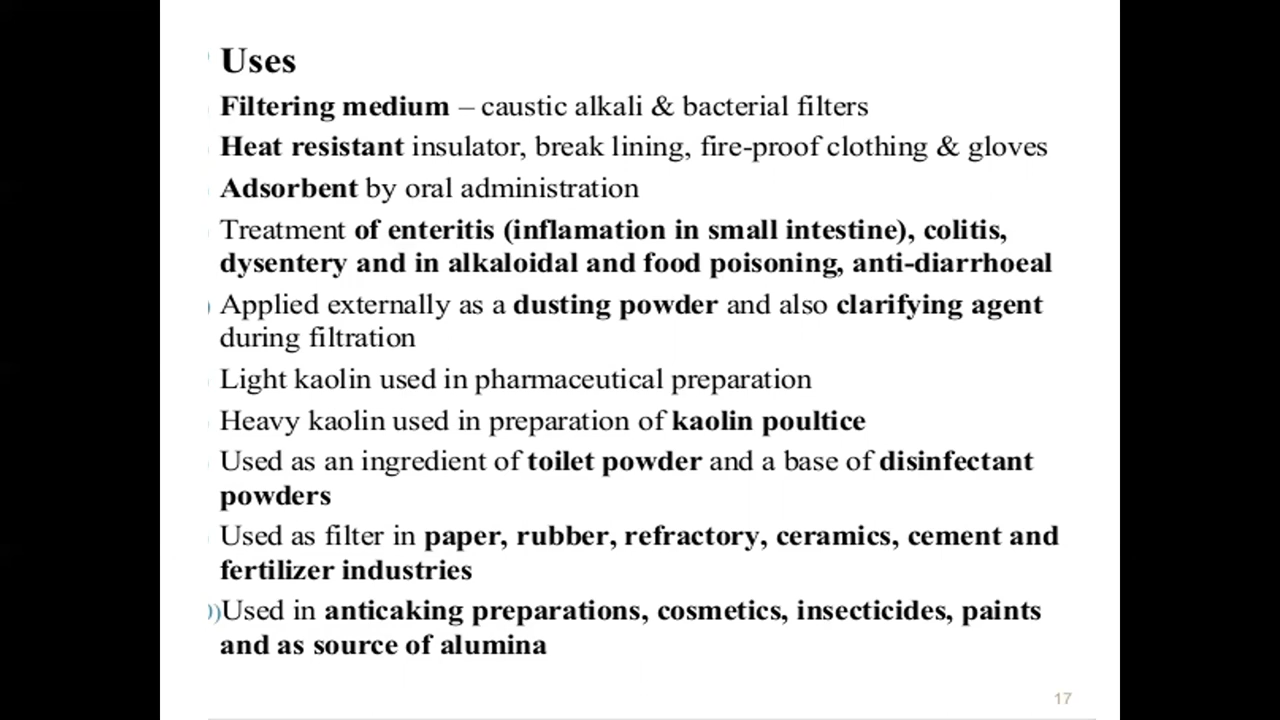 Uses
Filtering medium – caustic alkali & bacterial filters
Heat resistant insulator, break lining, fire-proof clothing & gloves
Adsorbent by oral administration
Treatment of enteritis (inflamation in small intestine), colitis,
dysentery and in alkaloidal and food poisoning, anti-diarrhoeal
Applied externally as a dusting powder and also clarifying agent
during filtration
Light kaolin used in pharmaceutical preparation
Heavy kaolin used in preparation of kaolin poultice
Used as an ingredient of toilet powder and a base of disinfectant
powders
Used as filter in paper, rubber, refractory, ceramics, cement and
fertilizer industries
Used in anticaking preparations, cosmetics, insecticides, paints
and as source of alumina
17